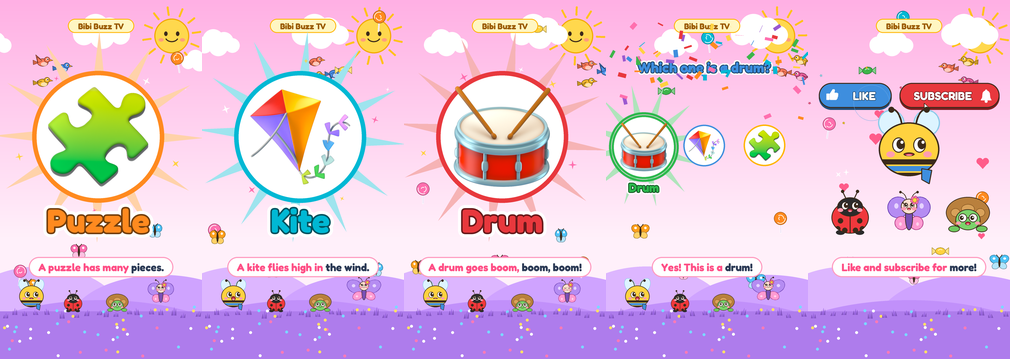 Bibi Buzz TV
Puzzle
A puzzle has many pieces.
Bibi Buzz TV
Kite
A kite flies high in the wind.
Bibi Buzz TV
Drum
A drum goes boom, boom, boom!
Bibi Buzz TV
Which one is a drum?
Drum
Yes! This is a drum!
Bibi Buzz TV
LIKE
SUBSCRIBE
Like and subscribe for more!